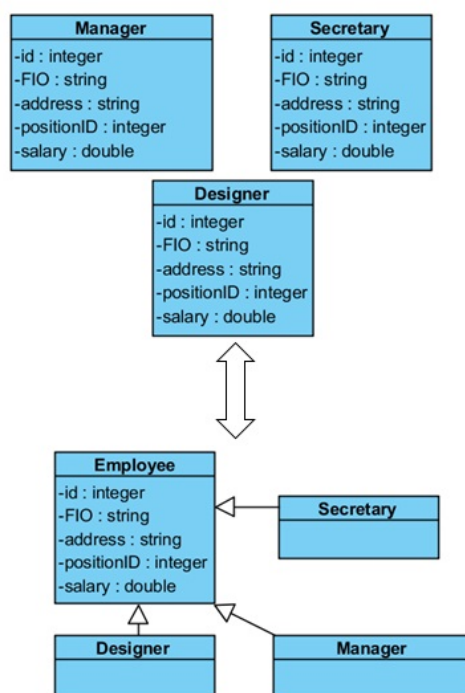 Manager
-id : integer
-FIO : string
-address : string
-positionID : integer
-salary : double
Secretary
-id : integer
-FIO : string
-address : string
-positionID : integer
-salary : double
Designer
-id : integer
-FIO : string
-address : string
-positionID : integer
-salary : double
Employee
-id : integer
-FIO : string
-address : string
-positionID : integer
-salary : double
Secretary
Designer
Manager